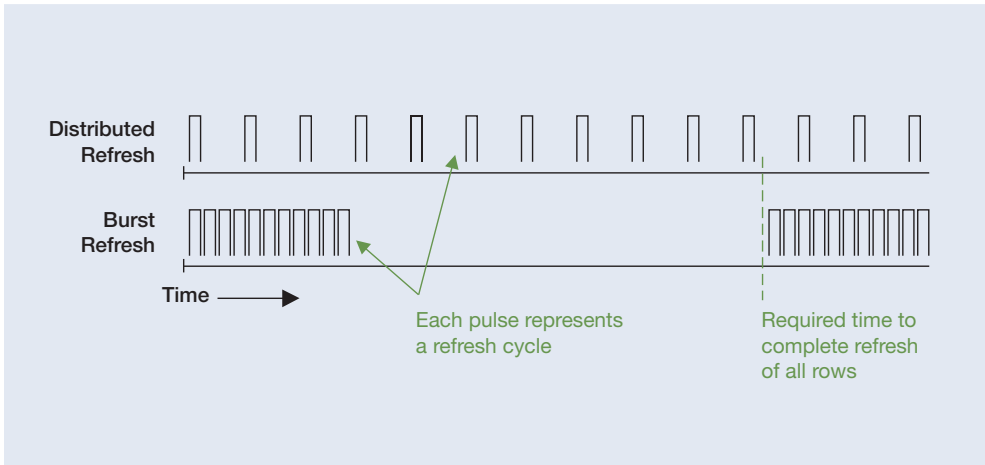 Distributed
Refresh
Burst
Refresh
Time
Each pulse represents
a refresh cycle
Required time to
complete refresh
of all rows